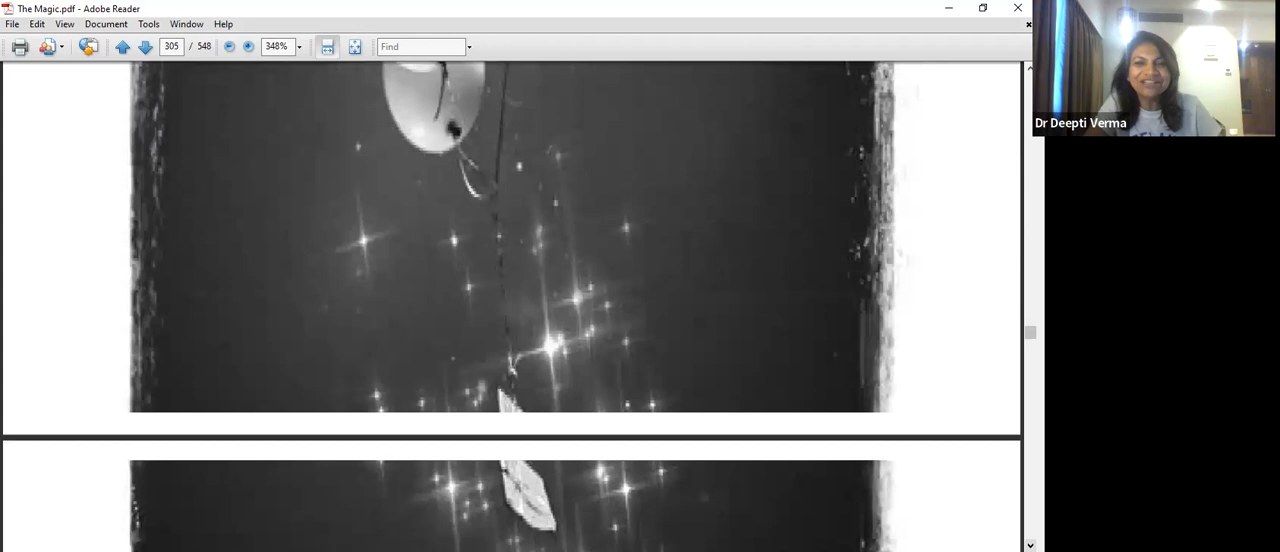 The Magic.pdf - Adobe Reader
File Edit View Document Tools Window Help
305 / 548 348% Find
Dr Deepti Verma